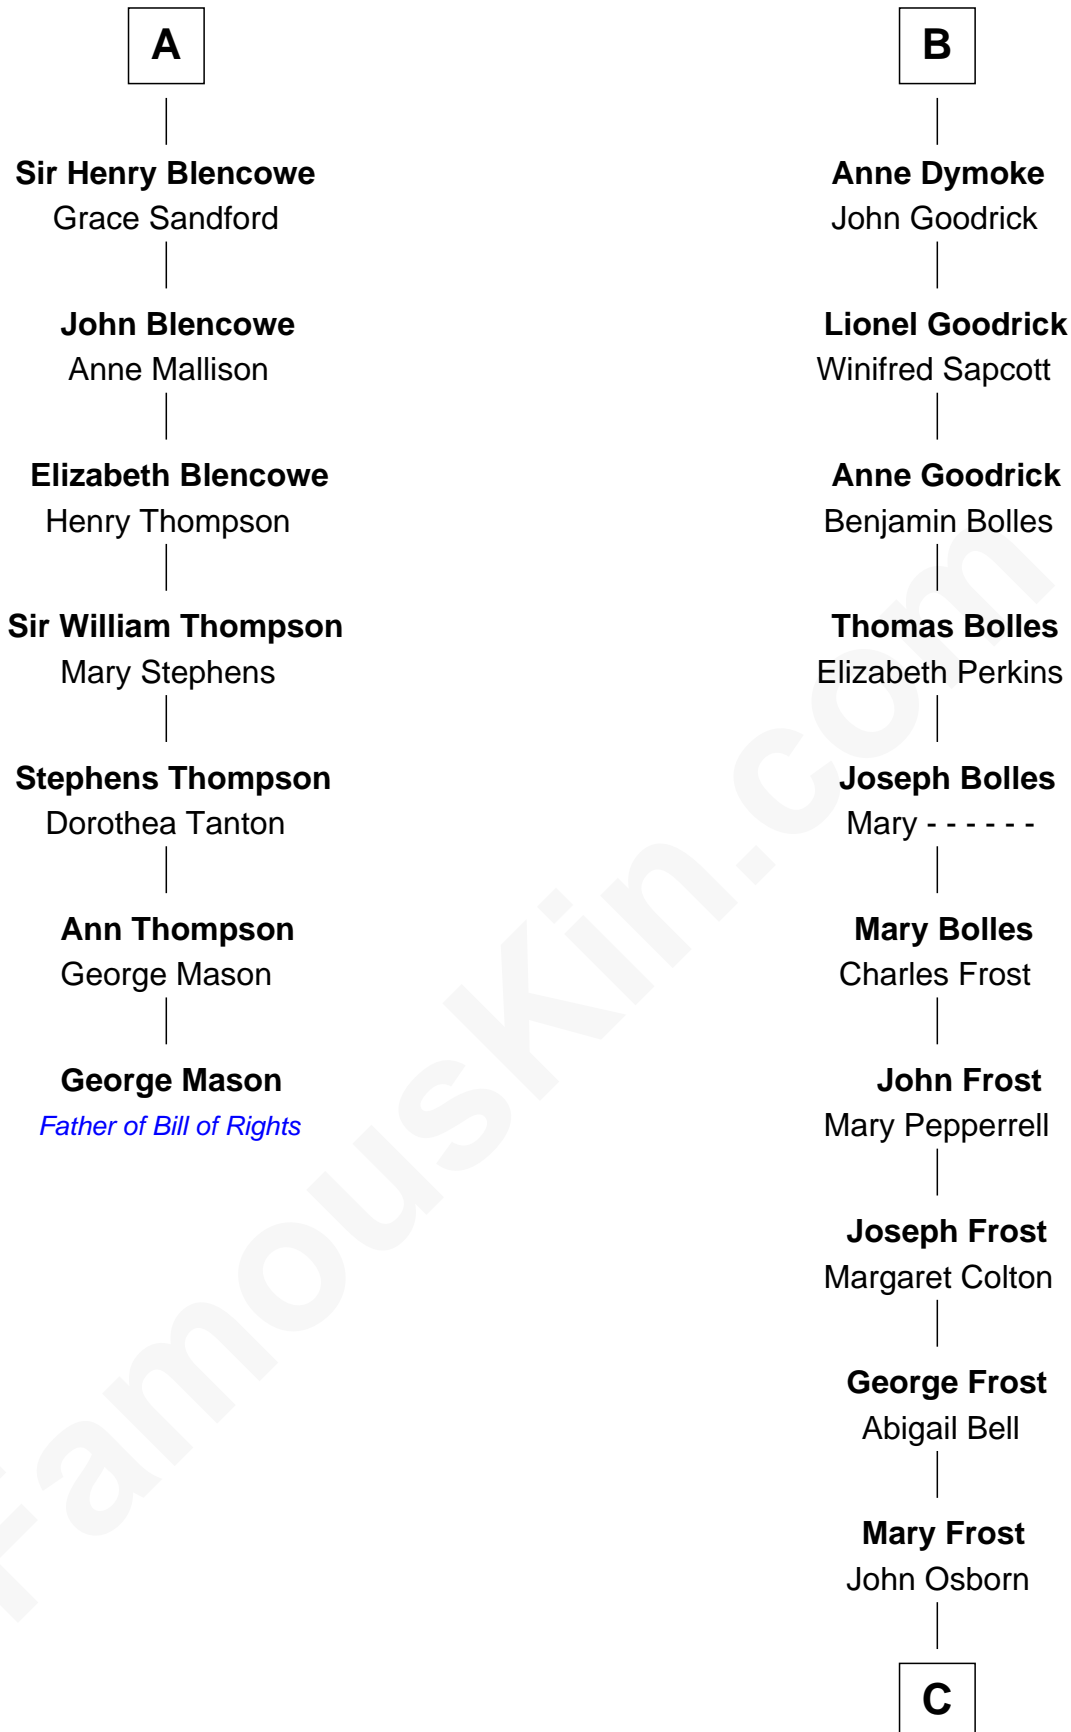 A
Sir Henry Blencowe
Grace Sandford
John Blencowe
Anne Mallison
Elizabeth Blencowe
Henry Thompson
Sir William Thompson
Mary Stephens
Stephens Thompson
Dorothea Tanton
Ann Thompson
George Mason
George Mason
Father of Bill of Rights
B
Anne Dymoke
John Goodrick
Lionel Goodrick
Winifred Sapcott
Anne Goodrick
Benjamin Bolles
Thomas Bolles
Elizabeth Perkins
Joseph Bolles
Mary - - - - - -
Mary Bolles
Charles Frost
John Frost
Mary Pepperrell
Joseph Frost
Margaret Colton
George Frost
Abigail Bell
Mary Frost
John Osborn
C
FamousKin.com